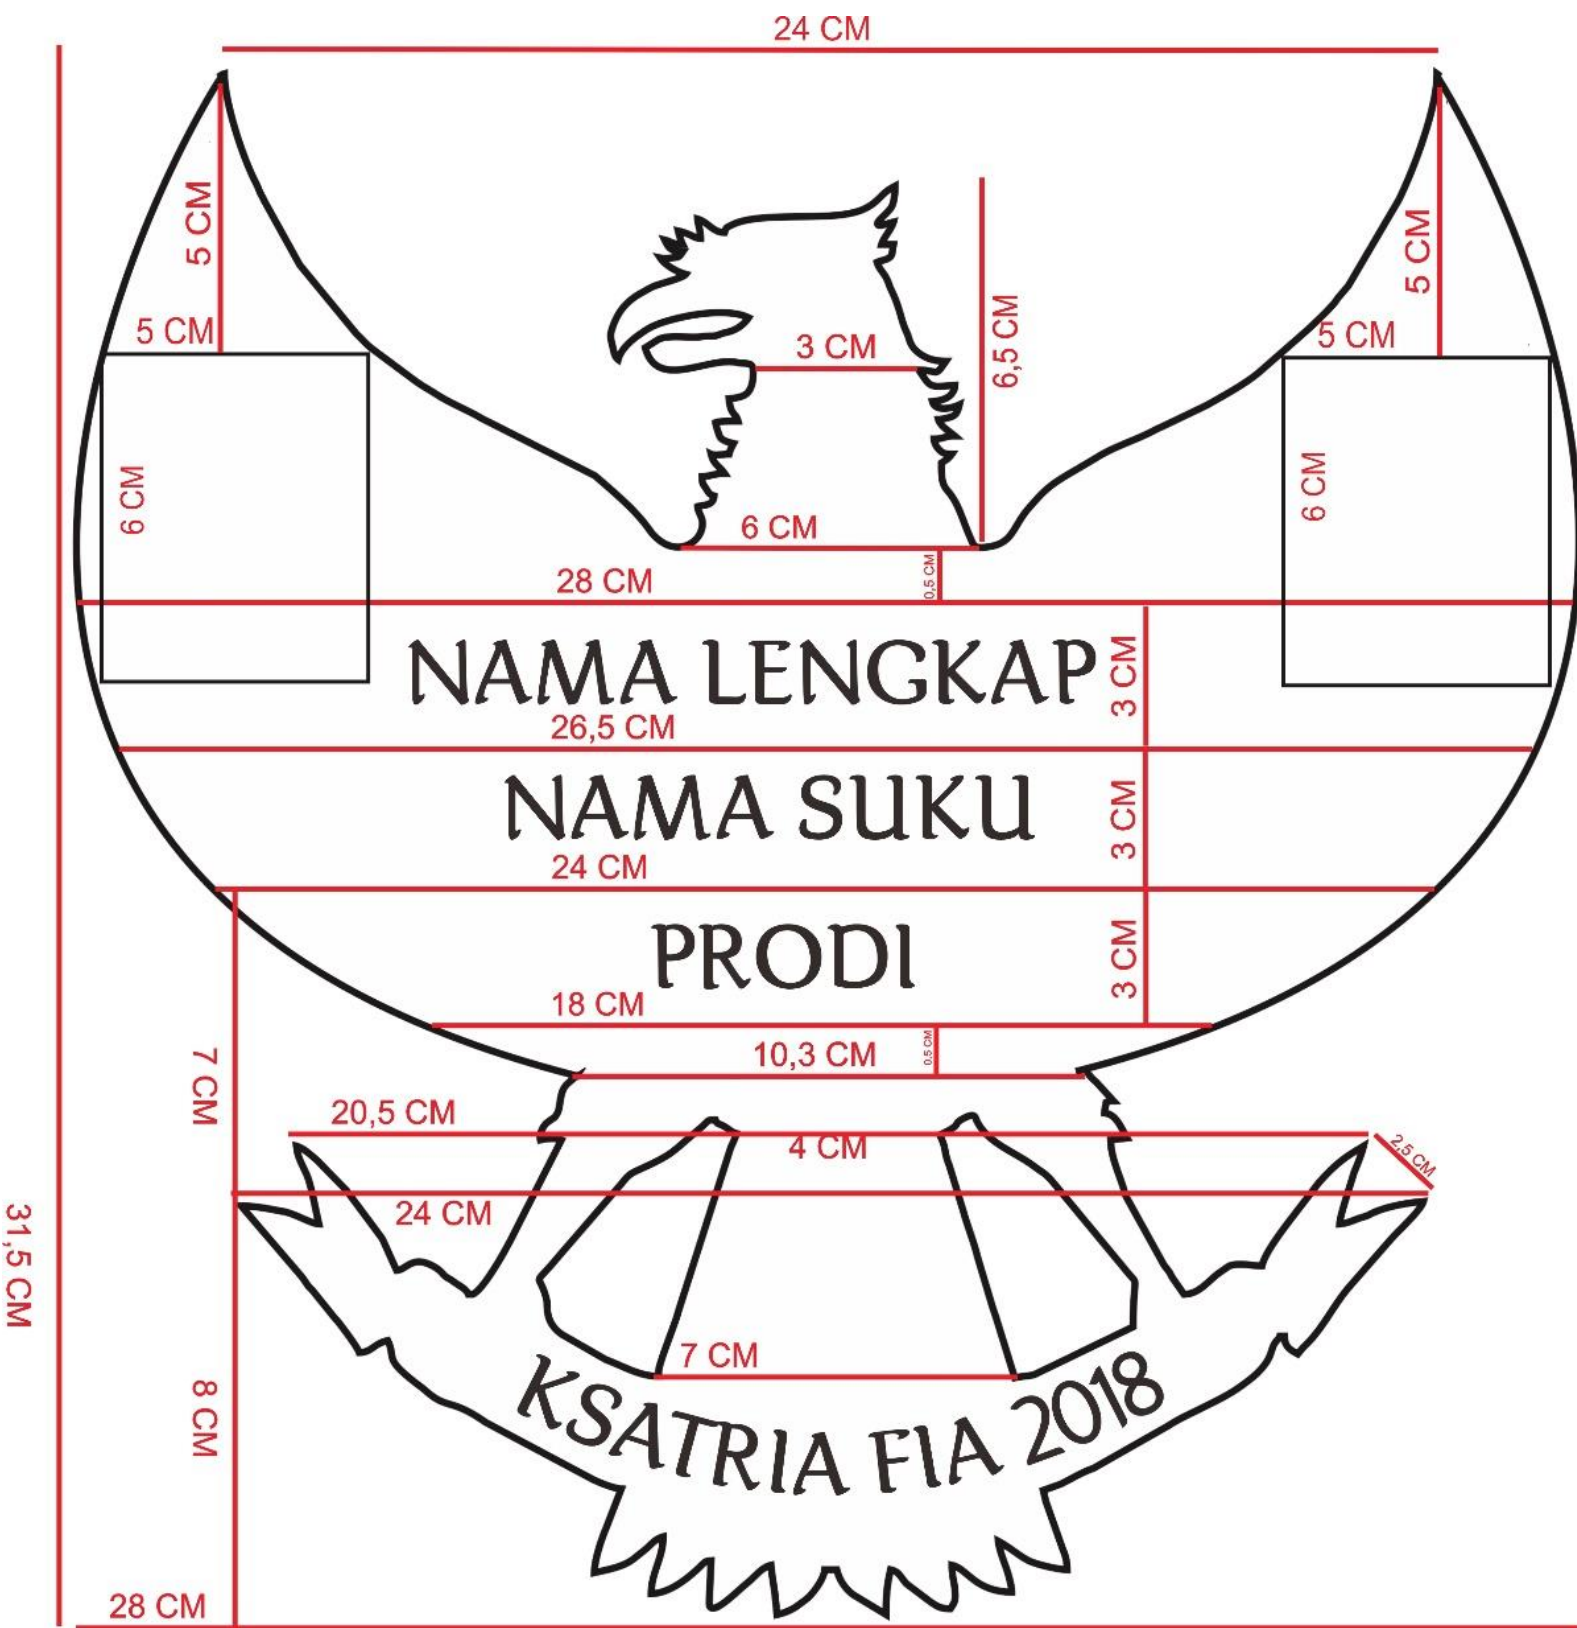 24 CM
5 CM
5 CM
5 CM
5 CM
3 CM
6,5 CM
6 CM
6 CM
6 CM
0,5 CM
28 CM
NAMA LENGKAP
3 CM
26,5 CM
NAMA SUKU
3 CM
24 CM
PRODI
3 CM
18 CM
10,3 CM
0.5 CM
7 CM
20,5 CM
4 CM
2,5 CM
24 CM
31,5 CM
7 CM
8 CM
KSATRIA FIA 2018
28 CM